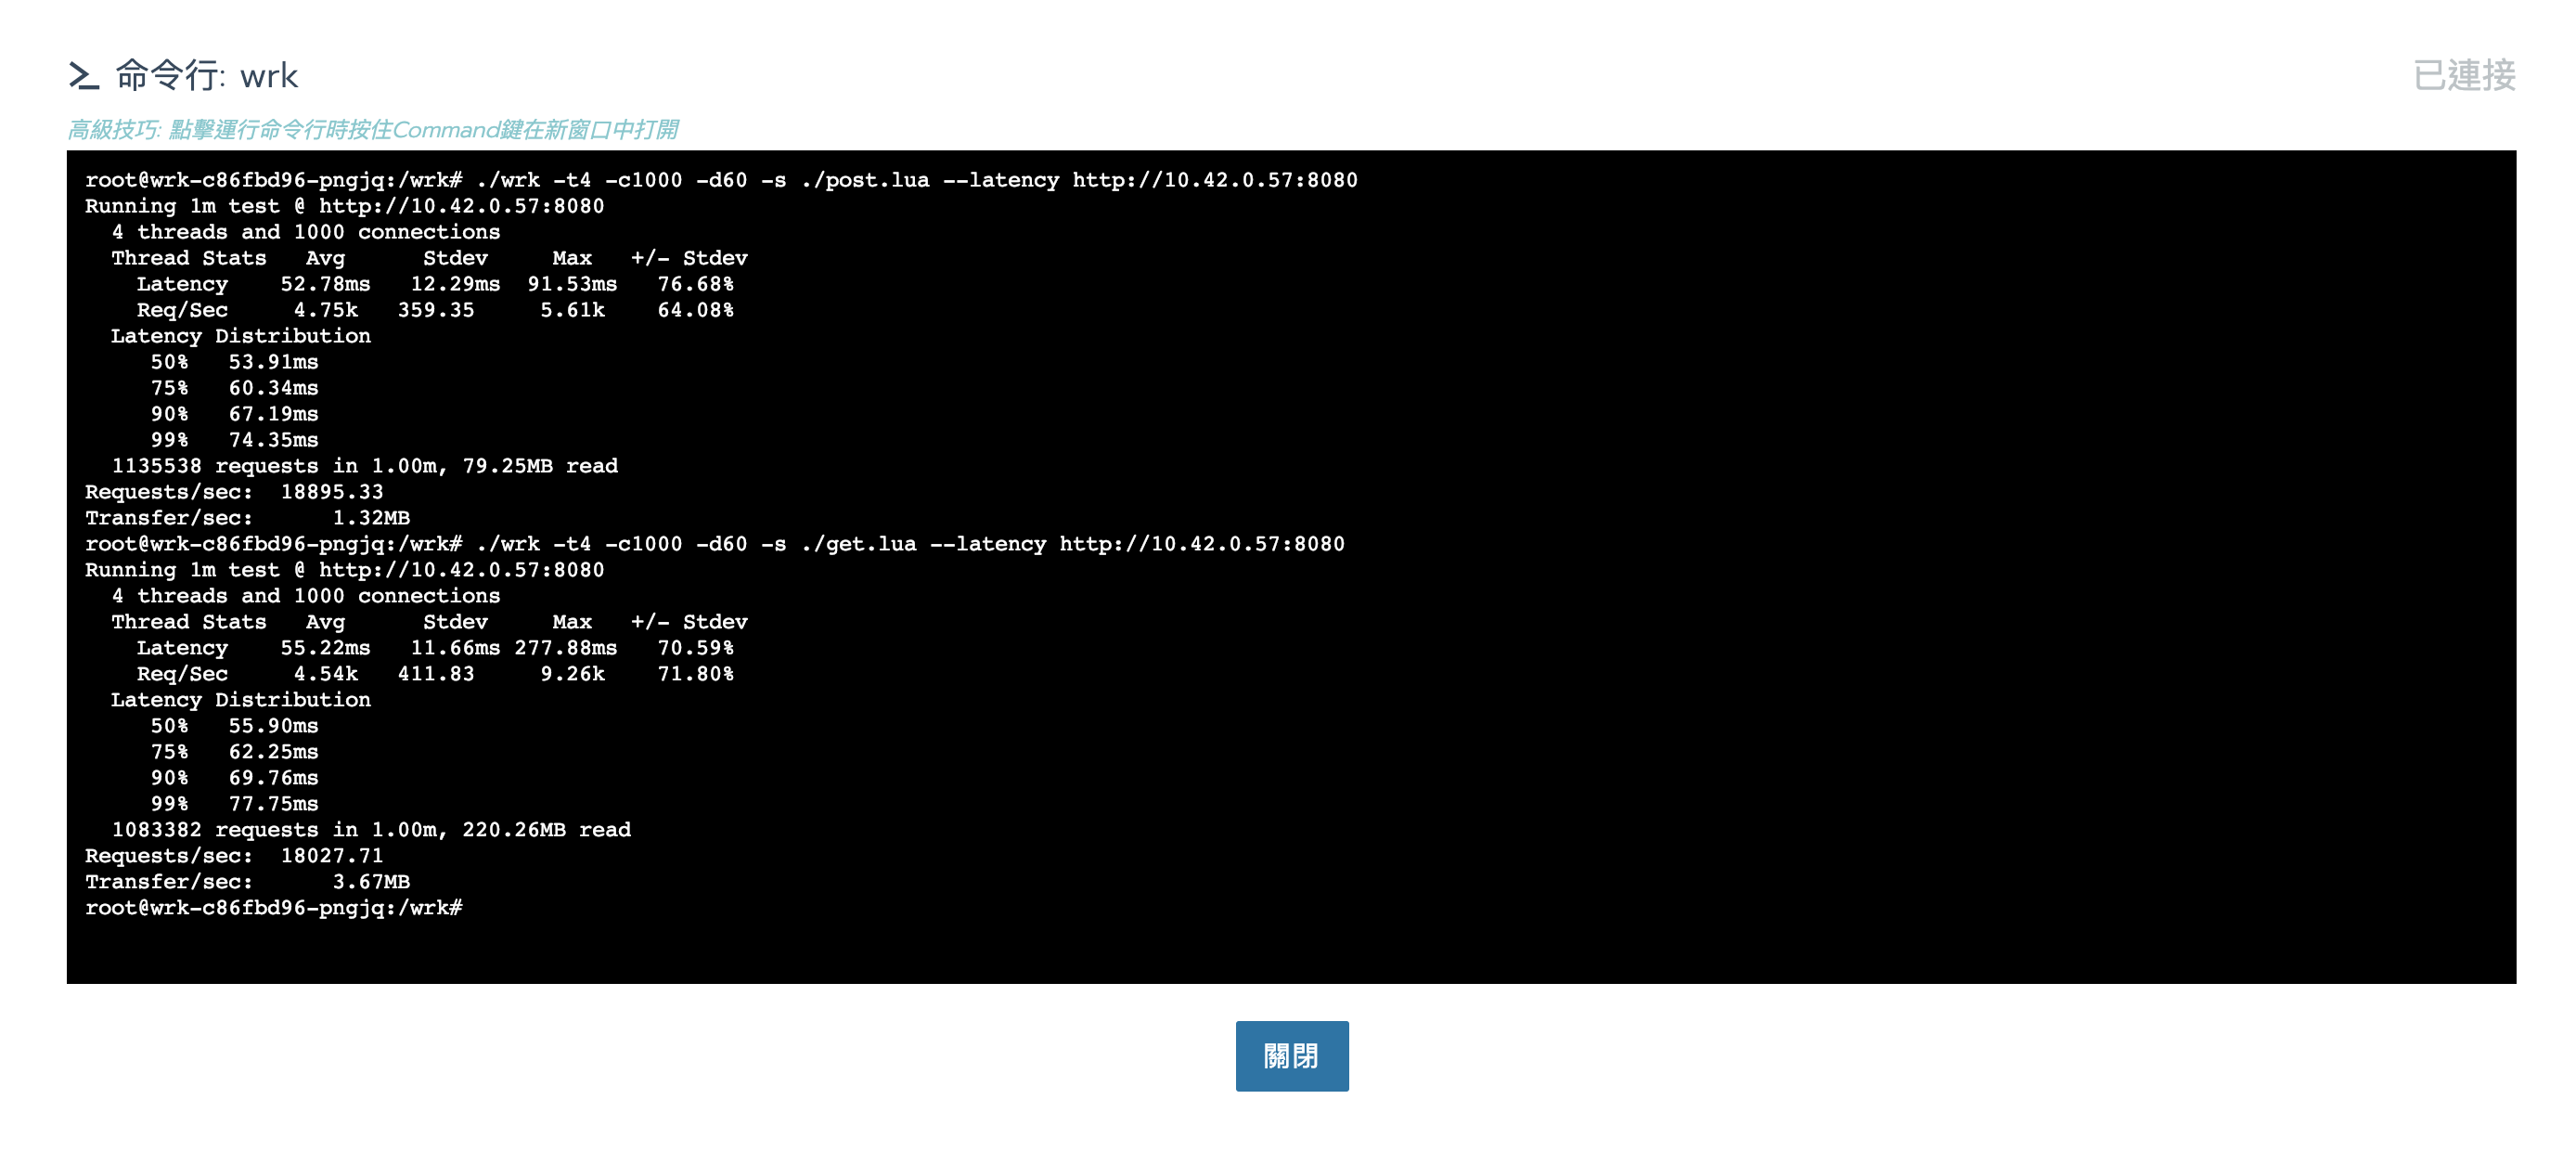 命令行: wrk
已連接
高級技巧: 點擊運行命令行時按住Command鍵在新窗口中打開
root@wrk-c86fbd96-pngjq:/wrk# ./wrk -t4 -c1000 -d60 -s ./post.lua --latency http://10.42.0.57:8080
Running 1m test @ http://10.42.0.57:8080
  4 threads and 1000 connections
  Thread Stats   Avg      Stdev     Max   +/- Stdev
    Latency    52.78ms   12.29ms  91.53ms   76.68%
    Req/Sec     4.75k   359.35     5.61k    64.08%
  Latency Distribution
     50%   53.91ms
     75%   60.34ms
     90%   67.19ms
     99%   74.35ms
  1135538 requests in 1.00m, 79.25MB read
Requests/sec:  18895.33
Transfer/sec:      1.32MB
root@wrk-c86fbd96-pngjq:/wrk# ./wrk -t4 -c1000 -d60 -s ./get.lua --latency http://10.42.0.57:8080
Running 1m test @ http://10.42.0.57:8080
  4 threads and 1000 connections
  Thread Stats   Avg      Stdev     Max   +/- Stdev
    Latency    55.22ms   11.66ms 277.88ms   70.59%
    Req/Sec     4.54k   411.83     9.26k    71.80%
  Latency Distribution
     50%   55.90ms
     75%   62.25ms
     90%   69.76ms
     99%   77.75ms
  1083382 requests in 1.00m, 220.26MB read
Requests/sec:  18027.71
Transfer/sec:      3.67MB
root@wrk-c86fbd96-pngjq:/wrk#
關閉